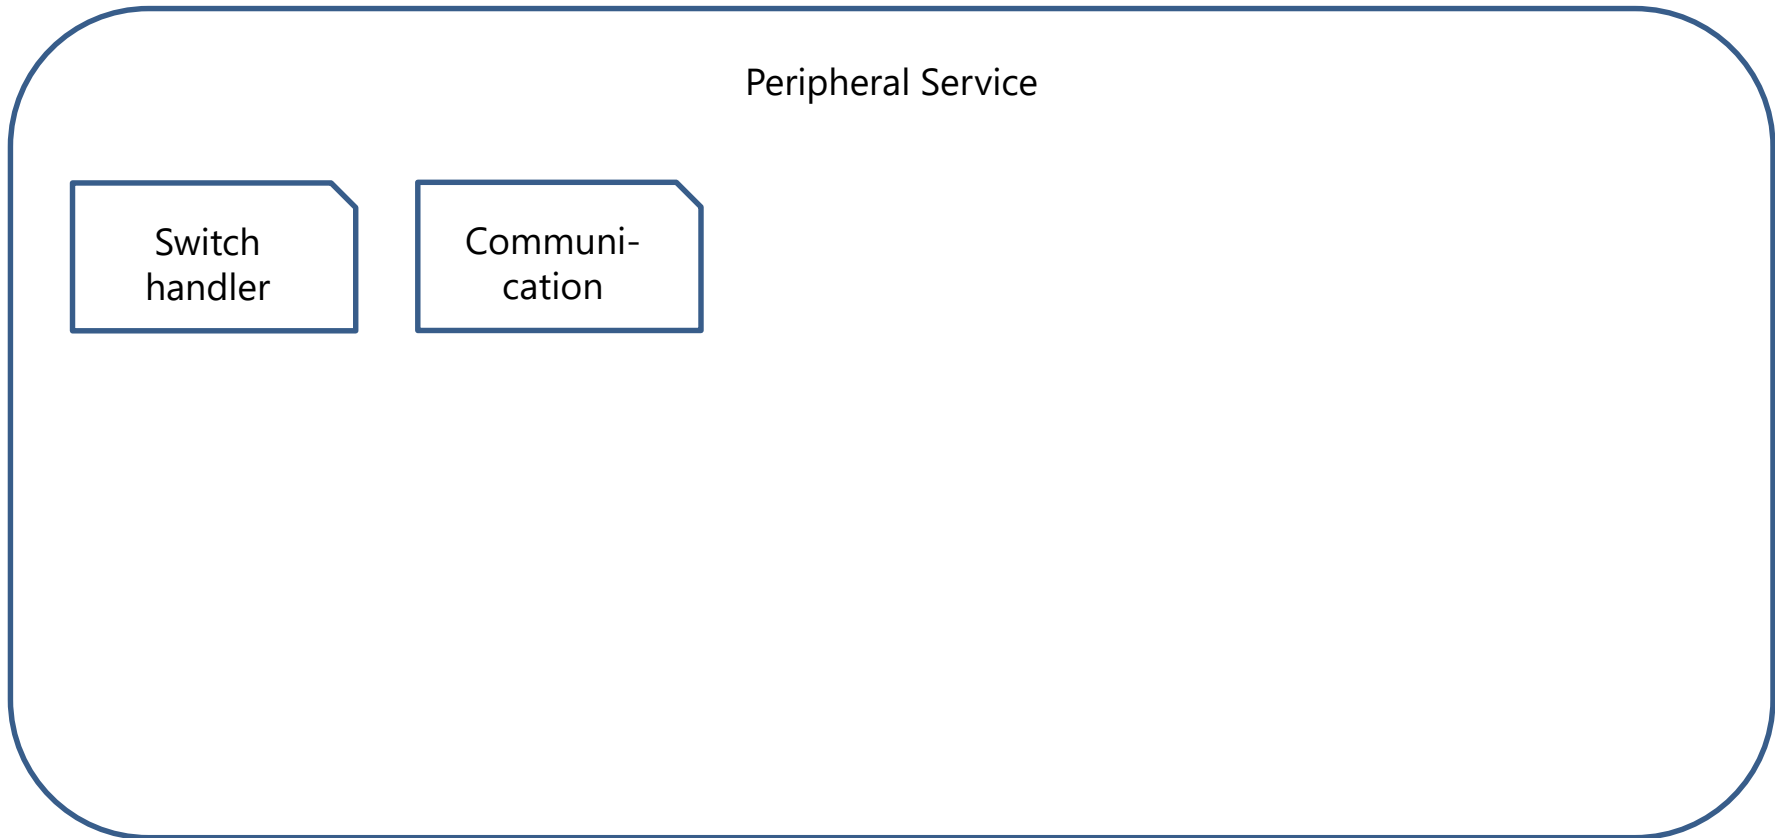 Peripheral Service
Switch
handler
Communi-
cation